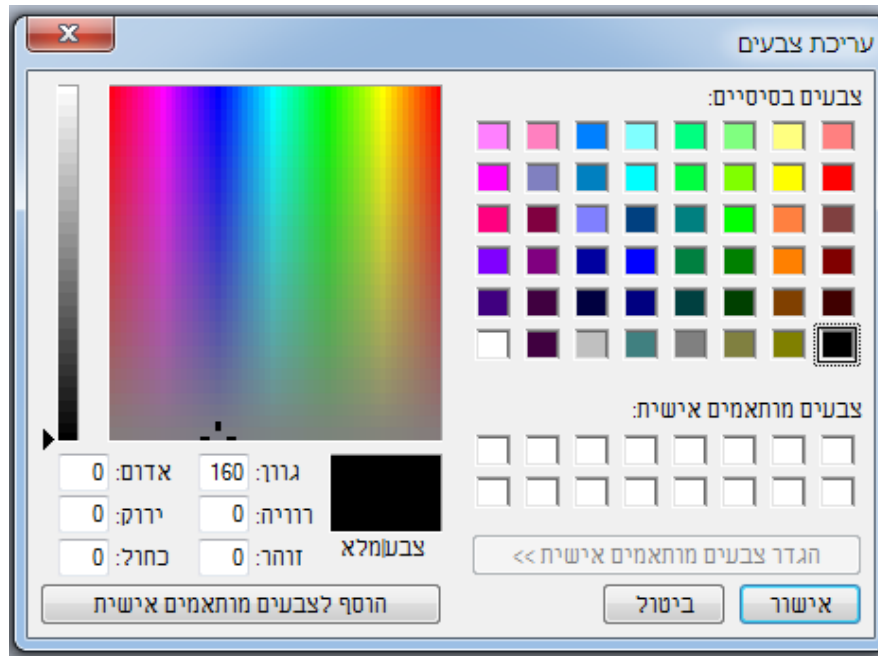 עריכת צבעים
צבעים בסיסיים:
צבעים מותאמים אישית:
הגדר צבעים מותאמים אישית >>
אישור
ביטול
גוון: 160
אדום: 0
רוויה: 0
ירוק: 0
זוהר: 0
כחול: 0
צבע|מלא
הוסף לצבעים מותאמים אישית